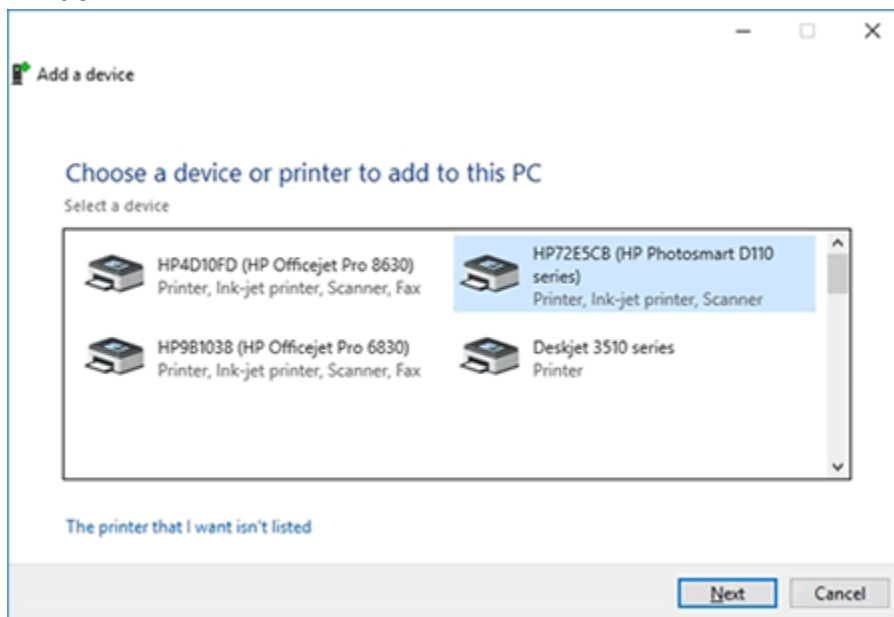 Add a device
Choose a device or printer to add to this PC
Select a device
HP4D10FD (HP Officejet Pro 8630)
Printer, Ink-jet printer, Scanner, Fax
HP72E5CB (HP Photosmart D110
series)
Printer, Ink-jet printer, Scanner
HP9B1038 (HP Officejet Pro 6830)
Printer, Ink-jet printer, Scanner, Fax
Deskjet 3510 series
Printer
The printer that I want isn't listed
Next
Cancel